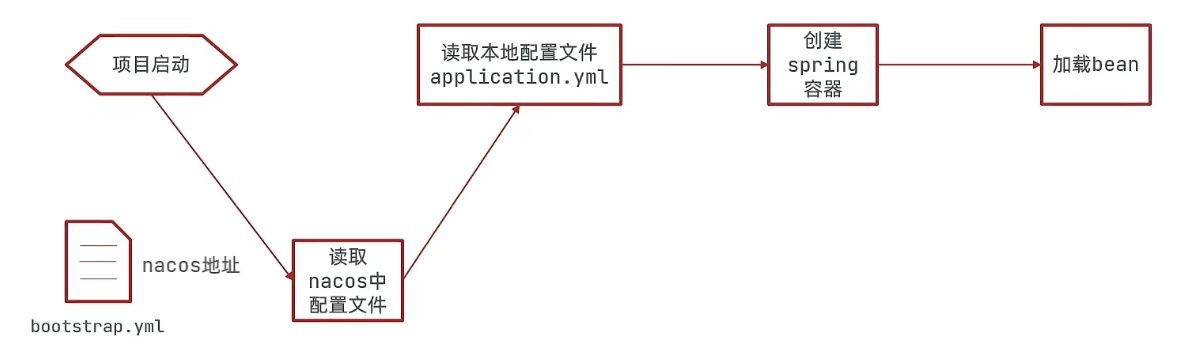 项目启动
读取本地配置文件
application.yml
创建
spring
容器
加载bean
nacos地址
bootstrap.yml
读取
nacos中
配置文件